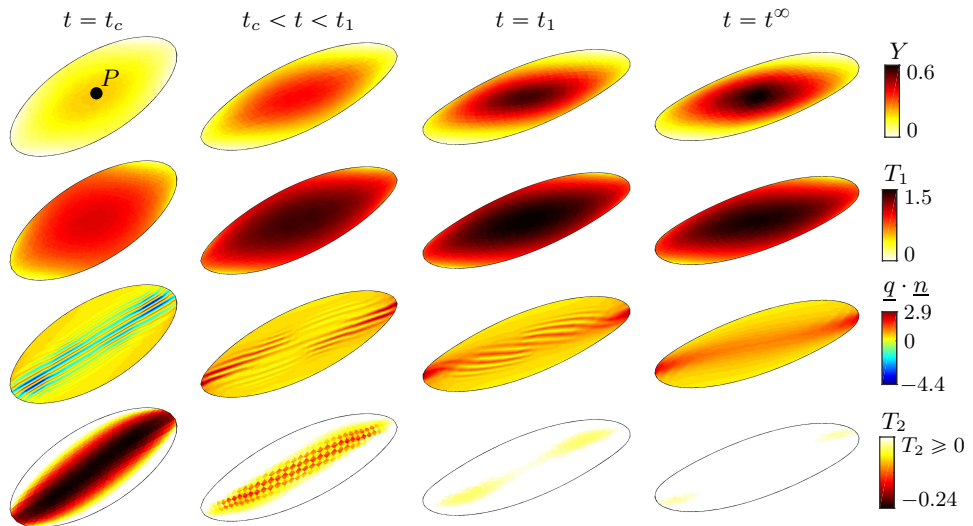 t = t_c
t_c < t < t_1
t = t_1
t = t^∞
P
Y
0.6
0
T_1
1.5
0
q · n
2.9
0
−4.4
T_2
T_2 ⩾ 0
−0.24